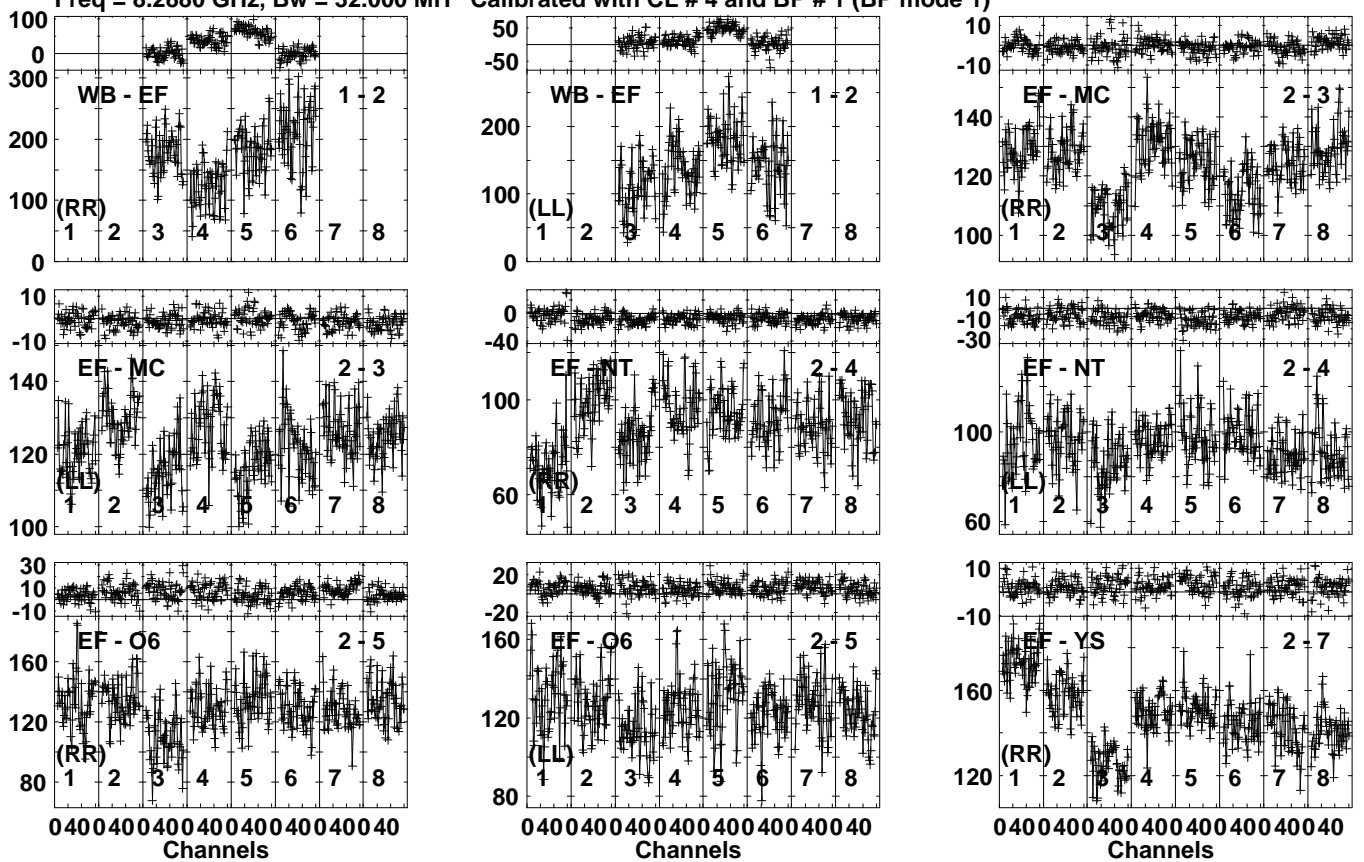 Freq = 8.2680 GHz, Bw = 32.000 MH Calibrated with CL # 4 and BP # 1 (BP mode 1)
100
0
50
-50
10
-10
300
200
100
0
WB - EF 1 - 2
(RR)
1 2 3 4 5 6 7 8
200
100
0
WB - EF 1 - 2
(LL)
1 2 3 4 5 6 7 8
140
120
100
EF - MC 2 - 3
(RR)
1 2 3 4 5 6 7 8
10
-10
0
-40
10
-10
-30
140
120
100
EF - MC 2 - 3
(LL)
1 2 3 4 5 6 7 8
100
60
EF - NT 2 - 4
(RR)
1 2 3 4 5 6 7 8
100
60
EF - NT 2 - 4
(LL)
1 2 3 4 5 6 7 8
30
10
-10
20
-20
10
-10
160
120
80
EF - O6 2 - 5
(RR)
1 2 3 4 5 6 7 8
160
120
80
EF - O6 2 - 5
(LL)
1 2 3 4 5 6 7 8
160
120
EF - YS 2 - 7
(RR)
1 2 3 4 5 6 7 8
0 40 0 40 0 40 0 40 0 40 0 40 0 40 0 40
0 40 0 40 0 40 0 40 0 40 0 40 0 40 0 40
0 40 0 40 0 40 0 40 0 40 0 40 0 40 0 40
Channels
Channels
Channels